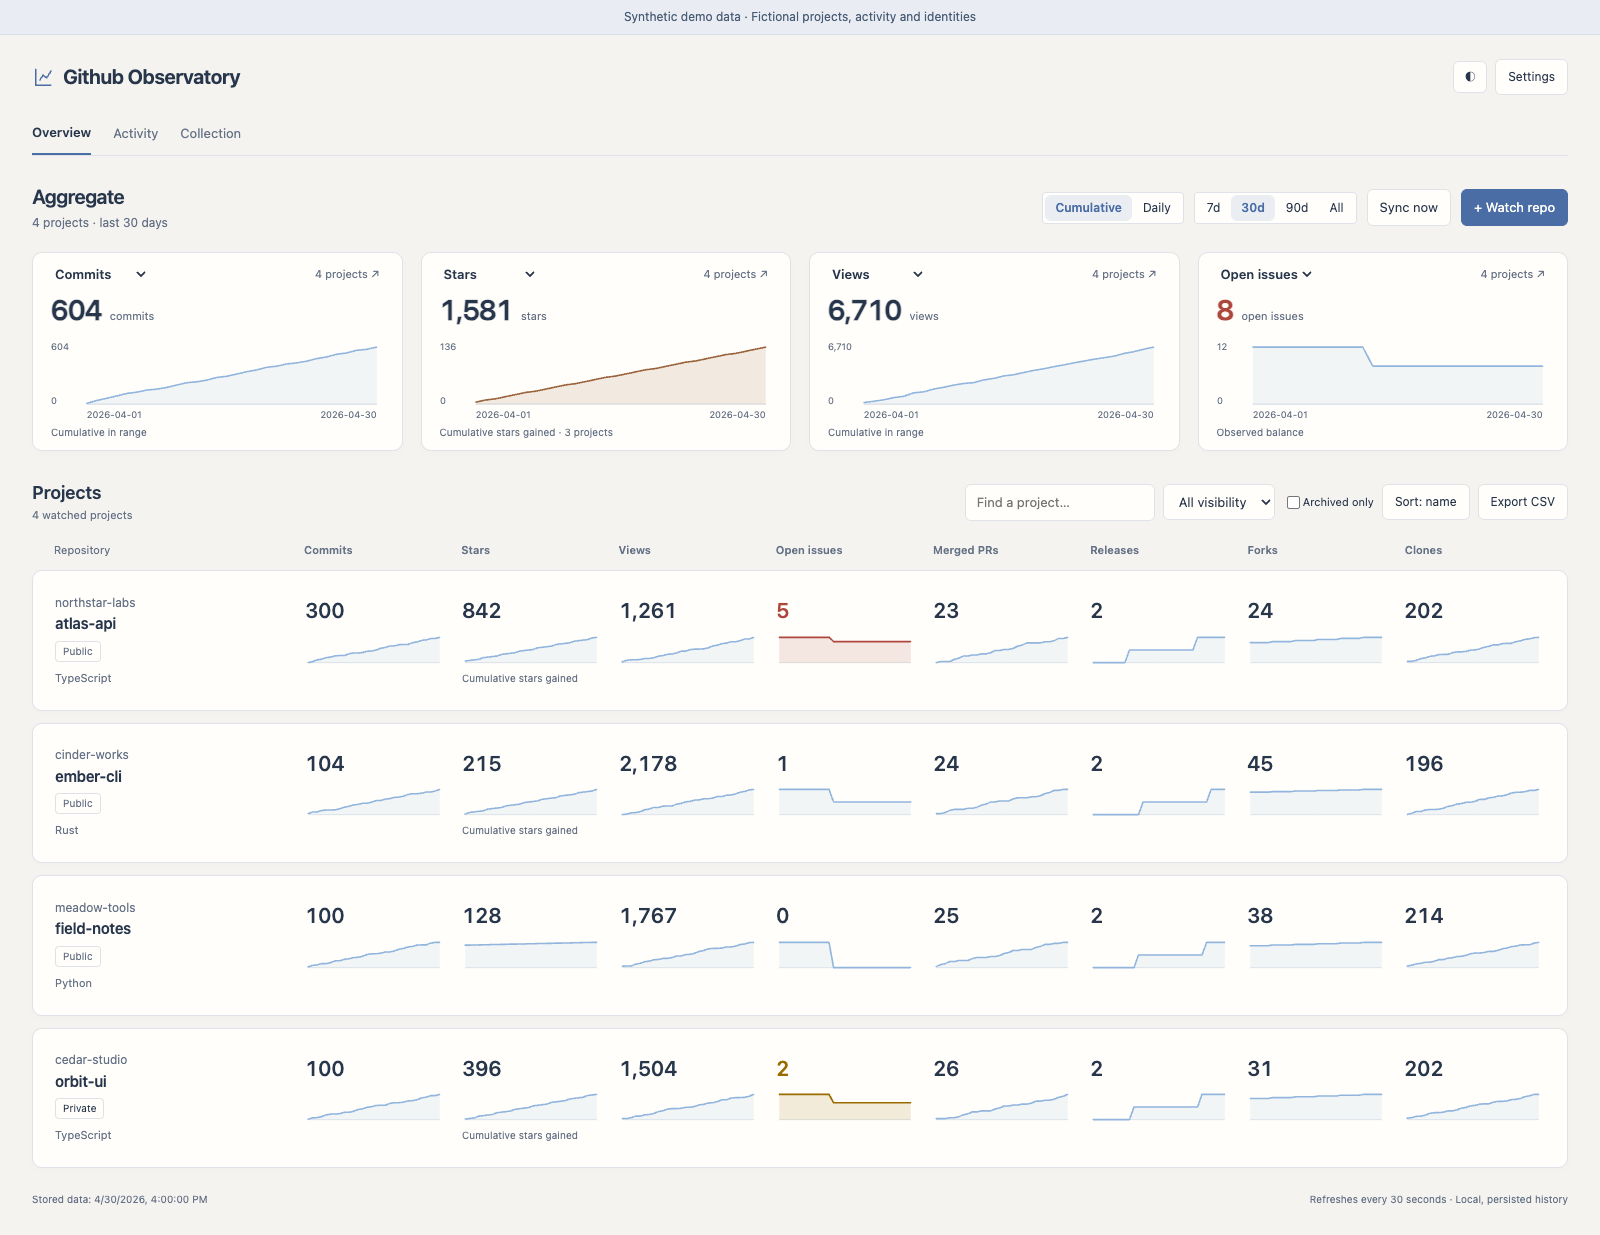 Synthetic demo data · Fictional projects, activity and identities
Github Observatory
◐ Settings
Overview Activity Collection
Aggregate
4 projects · last 30 days
Cumulative Daily 7d 30d 90d All Sync now + Watch repo
Commits 4 projects ↗
604 commits
604
0
2026-04-01 2026-04-30
Cumulative in range
Stars 4 projects ↗
1,581 stars
136
0
2026-04-01 2026-04-30
Cumulative stars gained · 3 projects
Views 4 projects ↗
6,710 views
6,710
0
2026-04-01 2026-04-30
Cumulative in range
Open issues 4 projects ↗
8 open issues
12
0
2026-04-01 2026-04-30
Observed balance
Projects
4 watched projects
Find a project... All visibility Archived only Sort: name Export CSV
Repository Commits Stars Views Open issues Merged PRs Releases Forks Clones
northstar-labs
atlas-api
Public
TypeScript
300 842 1,261 5 23 2 24 202
Cumulative stars gained
cinder-works
ember-cli
Public
Rust
104 215 2,178 1 24 2 45 196
Cumulative stars gained
meadow-tools
field-notes
Public
Python
100 128 1,767 0 25 2 38 214
cedar-studio
orbit-ui
Private
TypeScript
100 396 1,504 2 26 2 31 202
Cumulative stars gained
Stored data: 4/30/2026, 4:00:00 PM
Refreshes every 30 seconds · Local, persisted history